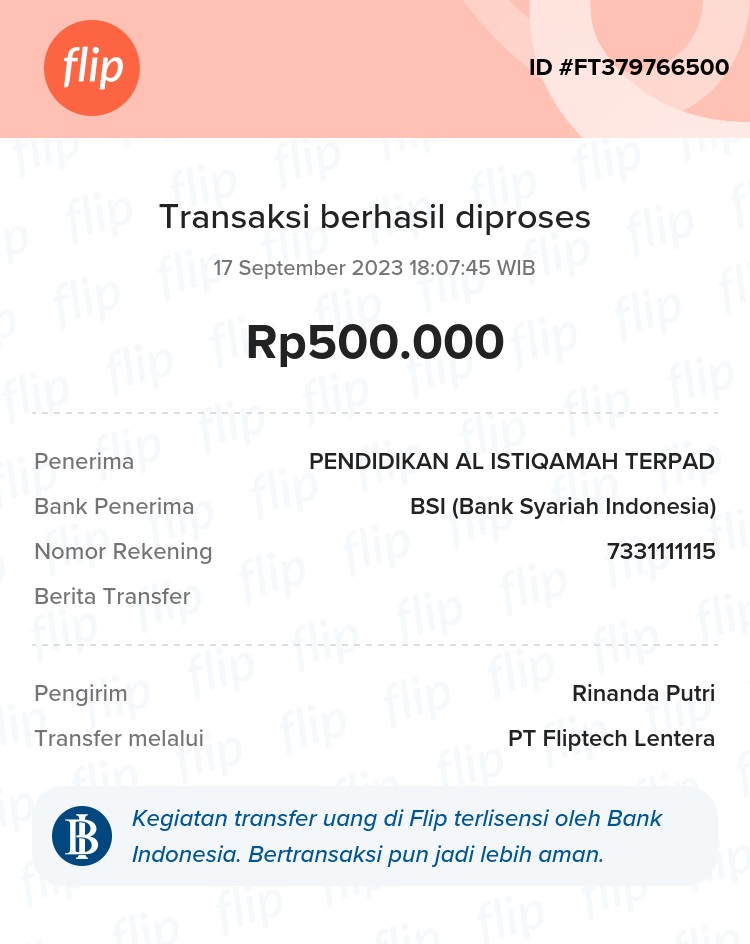 flip
ID #FT379766500
Transaksi berhasil diproses
17 September 2023 18:07:45 WIB
Rp500.000
Penerima PENDIDIKAN AL ISTIQAMAH TERPAD
Bank Penerima BSI (Bank Syariah Indonesia)
Nomor Rekening 7331111115
Berita Transfer
Pengirim Rinanda Putri
Transfer melalui PT Fliptech Lentera
Kegiatan transfer uang di Flip terlisensi oleh Bank
Indonesia. Bertransaksi pun jadi lebih aman.